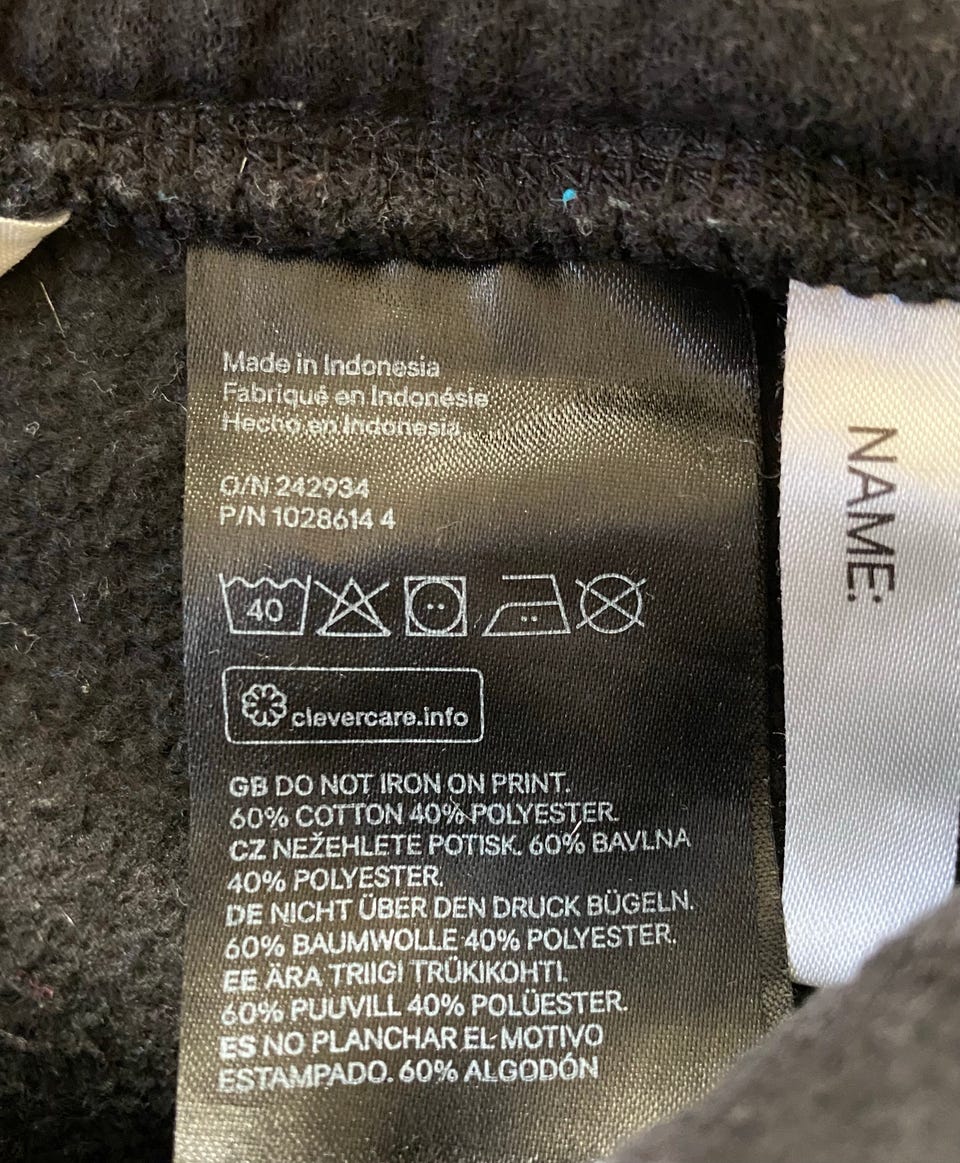 Made in Indonesia
Fabriqué en Indonésie
Hecho en Indonesia
O/N 242934
P/N 1028614 4
40
clevercare.info
GB DO NOT IRON ON PRINT.
60% COTTON 40% POLYESTER.
CZ NEŽEHLETE POTISK. 60% BAVLNA
40% POLYESTER.
DE NICHT ÜBER DEN DRUCK BÜGELN.
60% BAUMWOLLE 40% POLYESTER.
EE ÄRA TRIIGI TRÜKIKOHTI.
60% PUUVILL 40% POLÜESTER.
ES NO PLANCHAR EL MOTIVO
ESTAMPADO. 60% ALGODÓN
NAME: